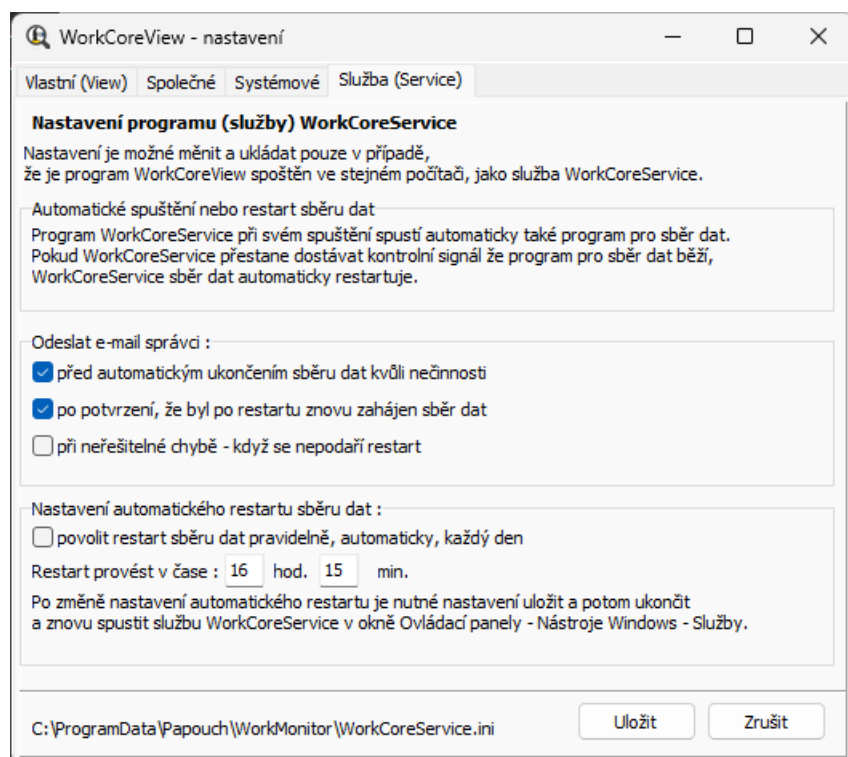 WorkCoreView - nastavení
Vlastní (View) Společné Systémové Služba (Service)
Nastavení programu (služby) WorkCoreService
Nastavení je možné měnit a ukládat pouze v případě,
že je program WorkCoreView spoštěn ve stejném počítači, jako služba WorkCoreService.
Automatické spuštění nebo restart sběru dat
Program WorkCoreService při svém spuštění spustí automaticky také program pro sběr dat.
Pokud WorkCoreService přestane dostávat kontrolní signál že program pro sběr dat běží,
WorkCoreService sběr dat automaticky restartuje.
Odeslat e-mail správci :
před automatickým ukončením sběru dat kvůli nečinnosti
po potvrzení, že byl po restartu znovu zahájen sběr dat
při neřešitelné chybě - když se nepodaří restart
Nastavení automatického restartu sběru dat :
povolit restart sběru dat pravidelně, automaticky, každý den
Restart provést v čase : 16 hod. 15 min.
Po změně nastavení automatického restartu je nutné nastavení uložit a potom ukončit
a znovu spustit službu WorkCoreService v okně Ovládací panely - Nástroje Windows - Služby.
C:\ProgramData\Papouch\WorkMonitor\WorkCoreService.ini
Uložit Zrušit